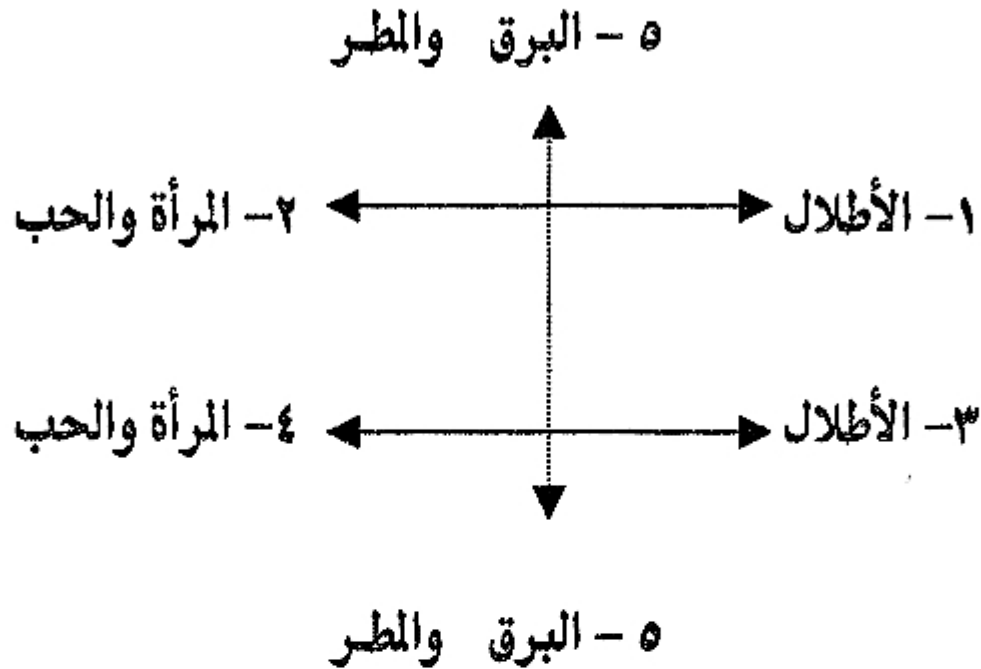 ٥ – البرق والمطر
١– الأطلال
٢– المرأة والحب
٣– الأطلال
٤– المرأة والحب
٥ – البرق والمطر